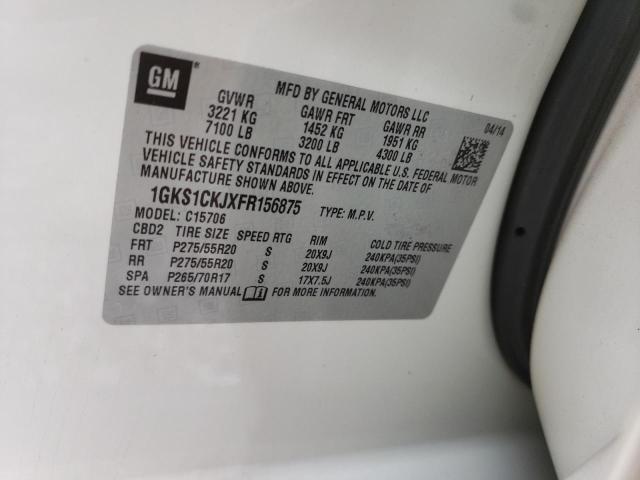 GM ®
MFD BY GENERAL MOTORS LLC 04/14
GVWR GAWR FRT GAWR RR
3221 KG 1452 KG 1951 KG
7100 LB 3200 LB 4300 LB
THIS VEHICLE CONFORMS TO ALL APPLICABLE U.S. FEDERAL MOTOR
VEHICLE SAFETY STANDARDS IN EFFECT ON THE DATE OF
MANUFACTURE SHOWN ABOVE.
1GKS1CKJXFR156875 TYPE: M.P.V.
MODEL: C15706
CBD2 TIRE SIZE SPEED RTG RIM COLD TIRE PRESSURE
FRT P275/55R20 S 20X9J 240KPA(35PSI)
RR P275/55R20 S 20X9J 240KPA(35PSI)
SPA P265/70R17 S 17X7.5J 240KPA(35PSI)
SEE OWNER'S MANUAL FOR MORE INFORMATION.